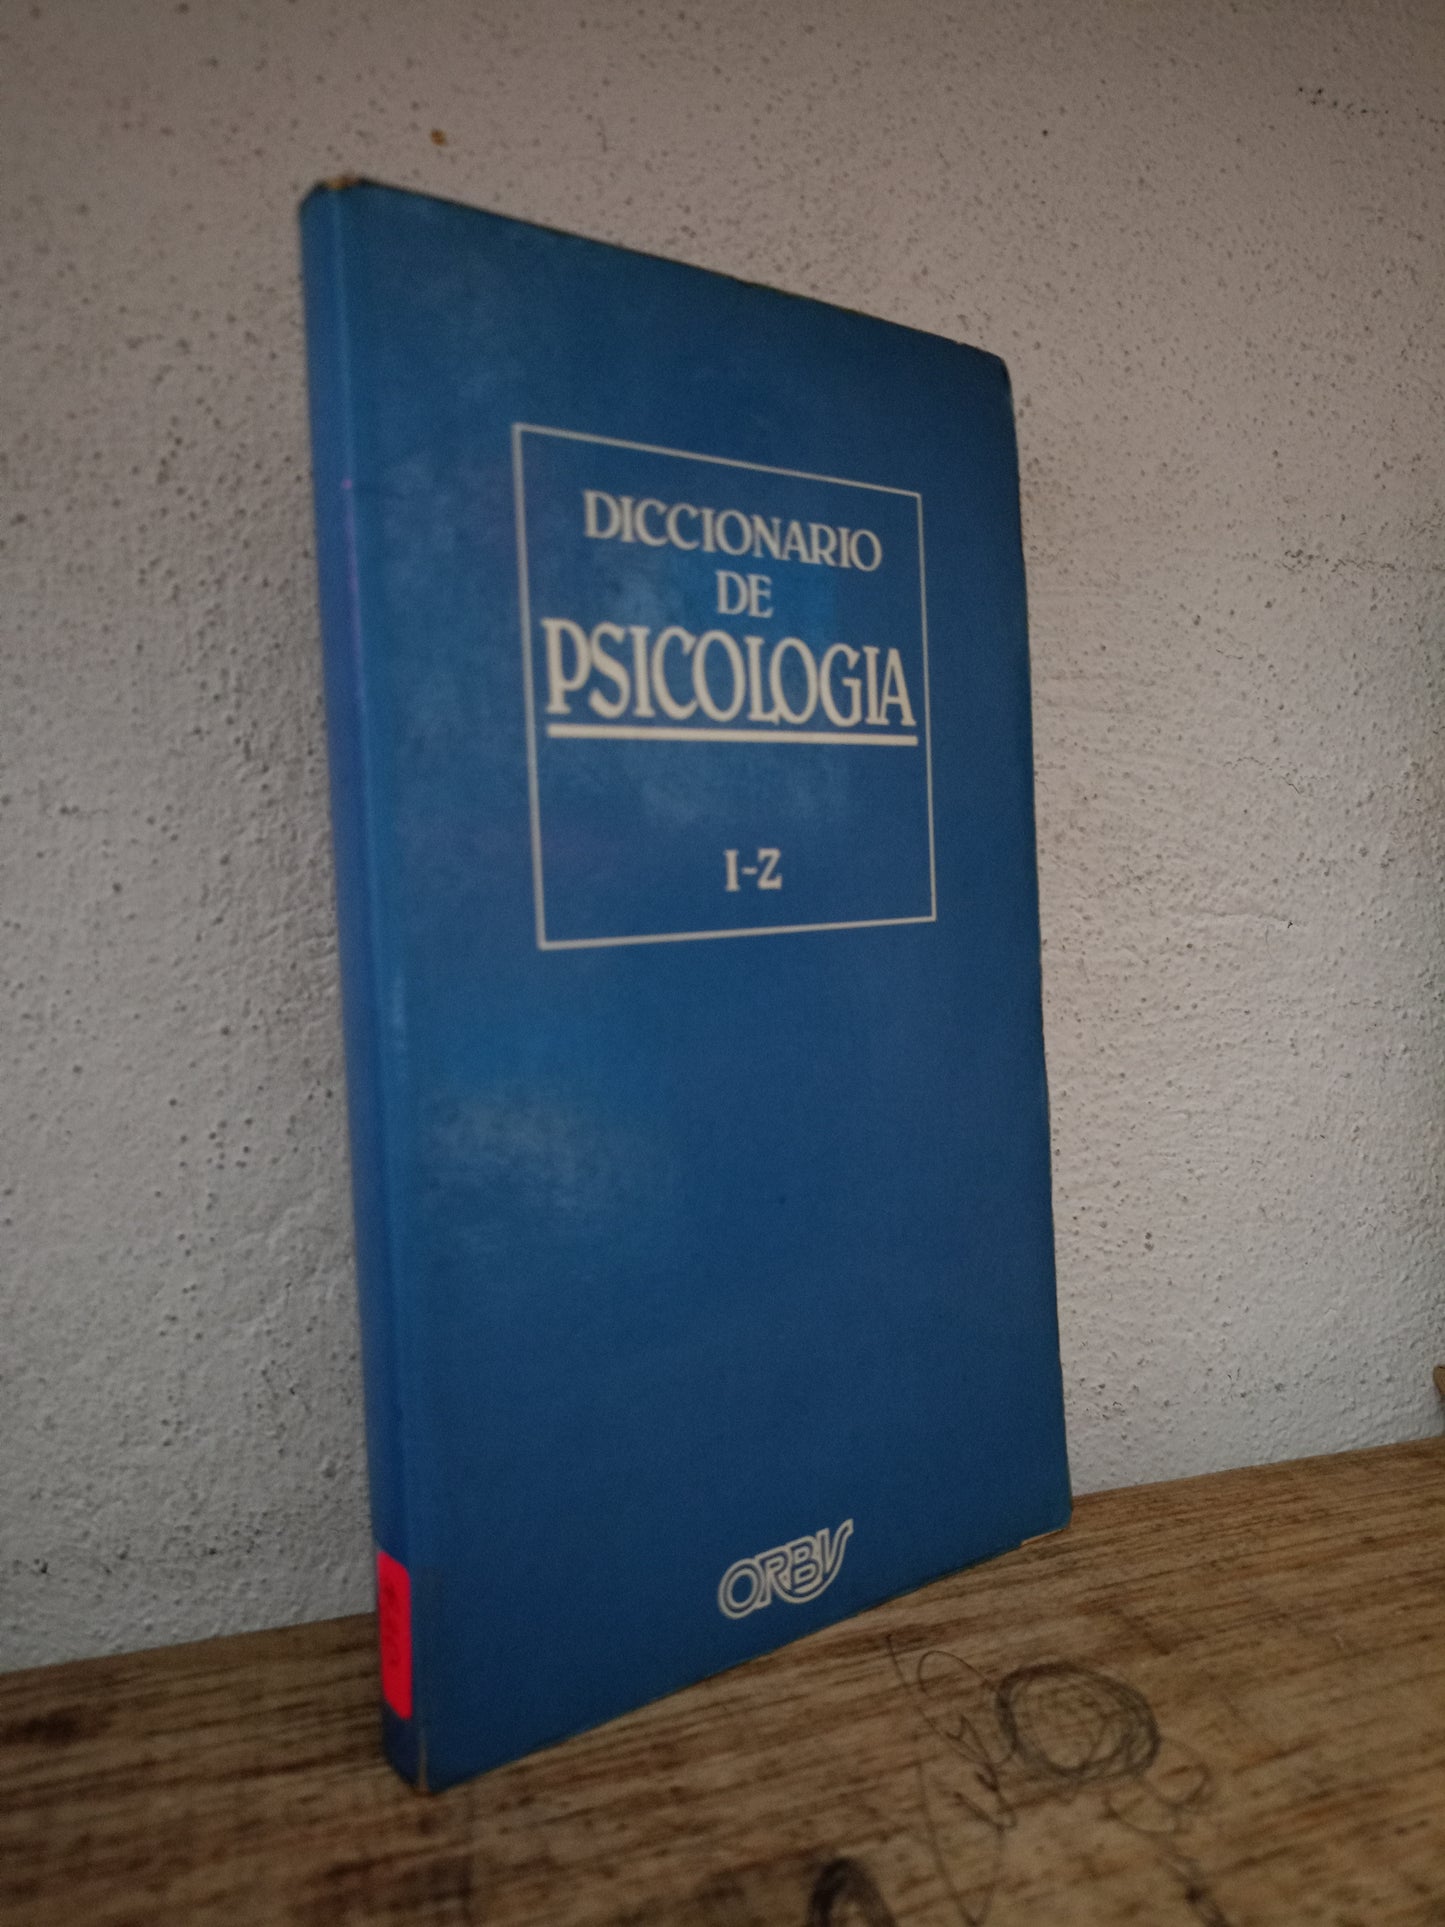 DICCIONARIO
DE
PSICOLOGIA
I-Z
ORBIS